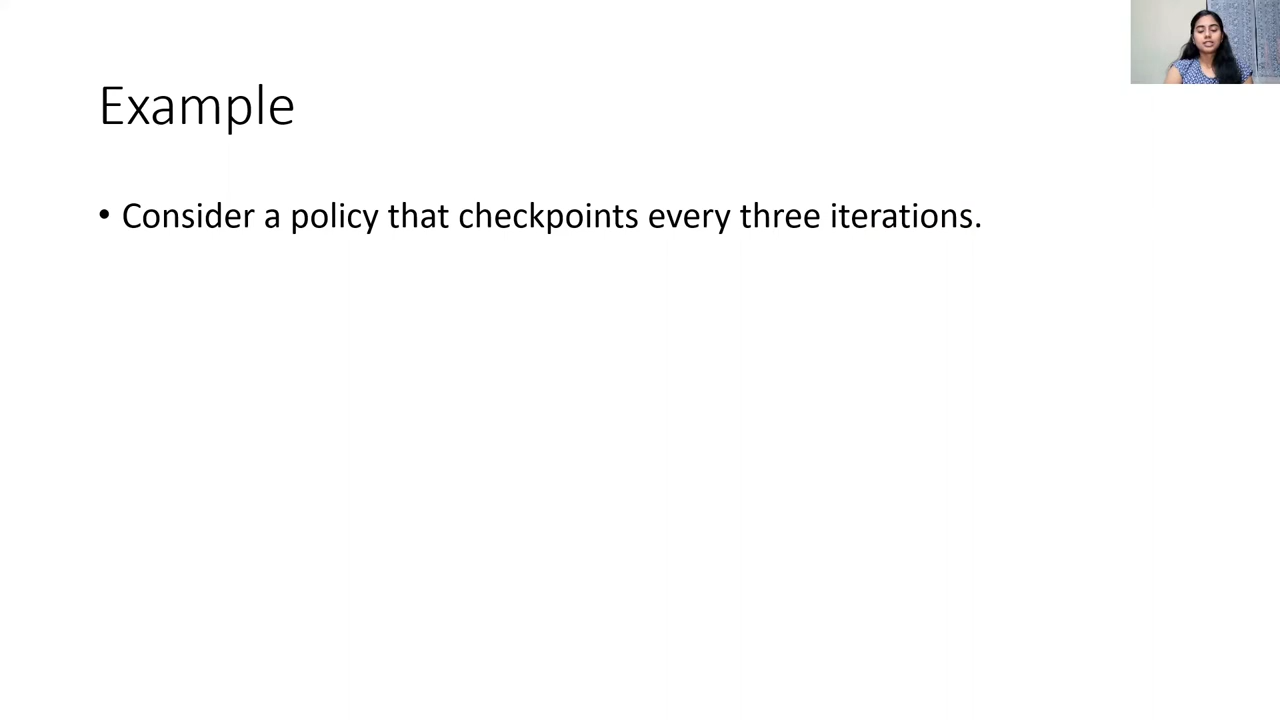 Example
• Consider a policy that checkpoints every three iterations.